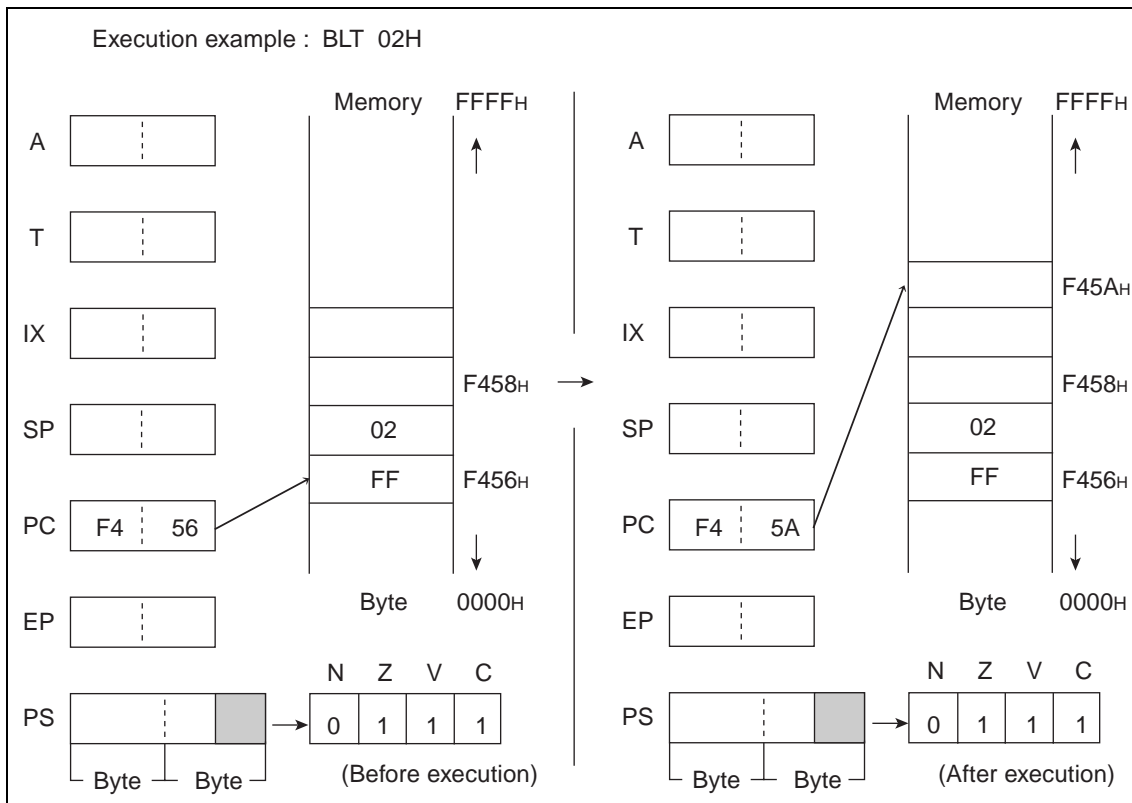 Execution example : BLT 02H
Memory FFFFH
A
T
IX
F458H
SP
02
FF
F456H
PC
F4 56
Byte 0000H
EP
N Z V C
PS
0 1 1 1
Byte Byte
(Before execution)
Memory FFFFH
A
T
F45AH
IX
F458H
SP
02
FF
F456H
PC
F4 5A
Byte 0000H
EP
N Z V C
PS
0 1 1 1
Byte Byte
(After execution)